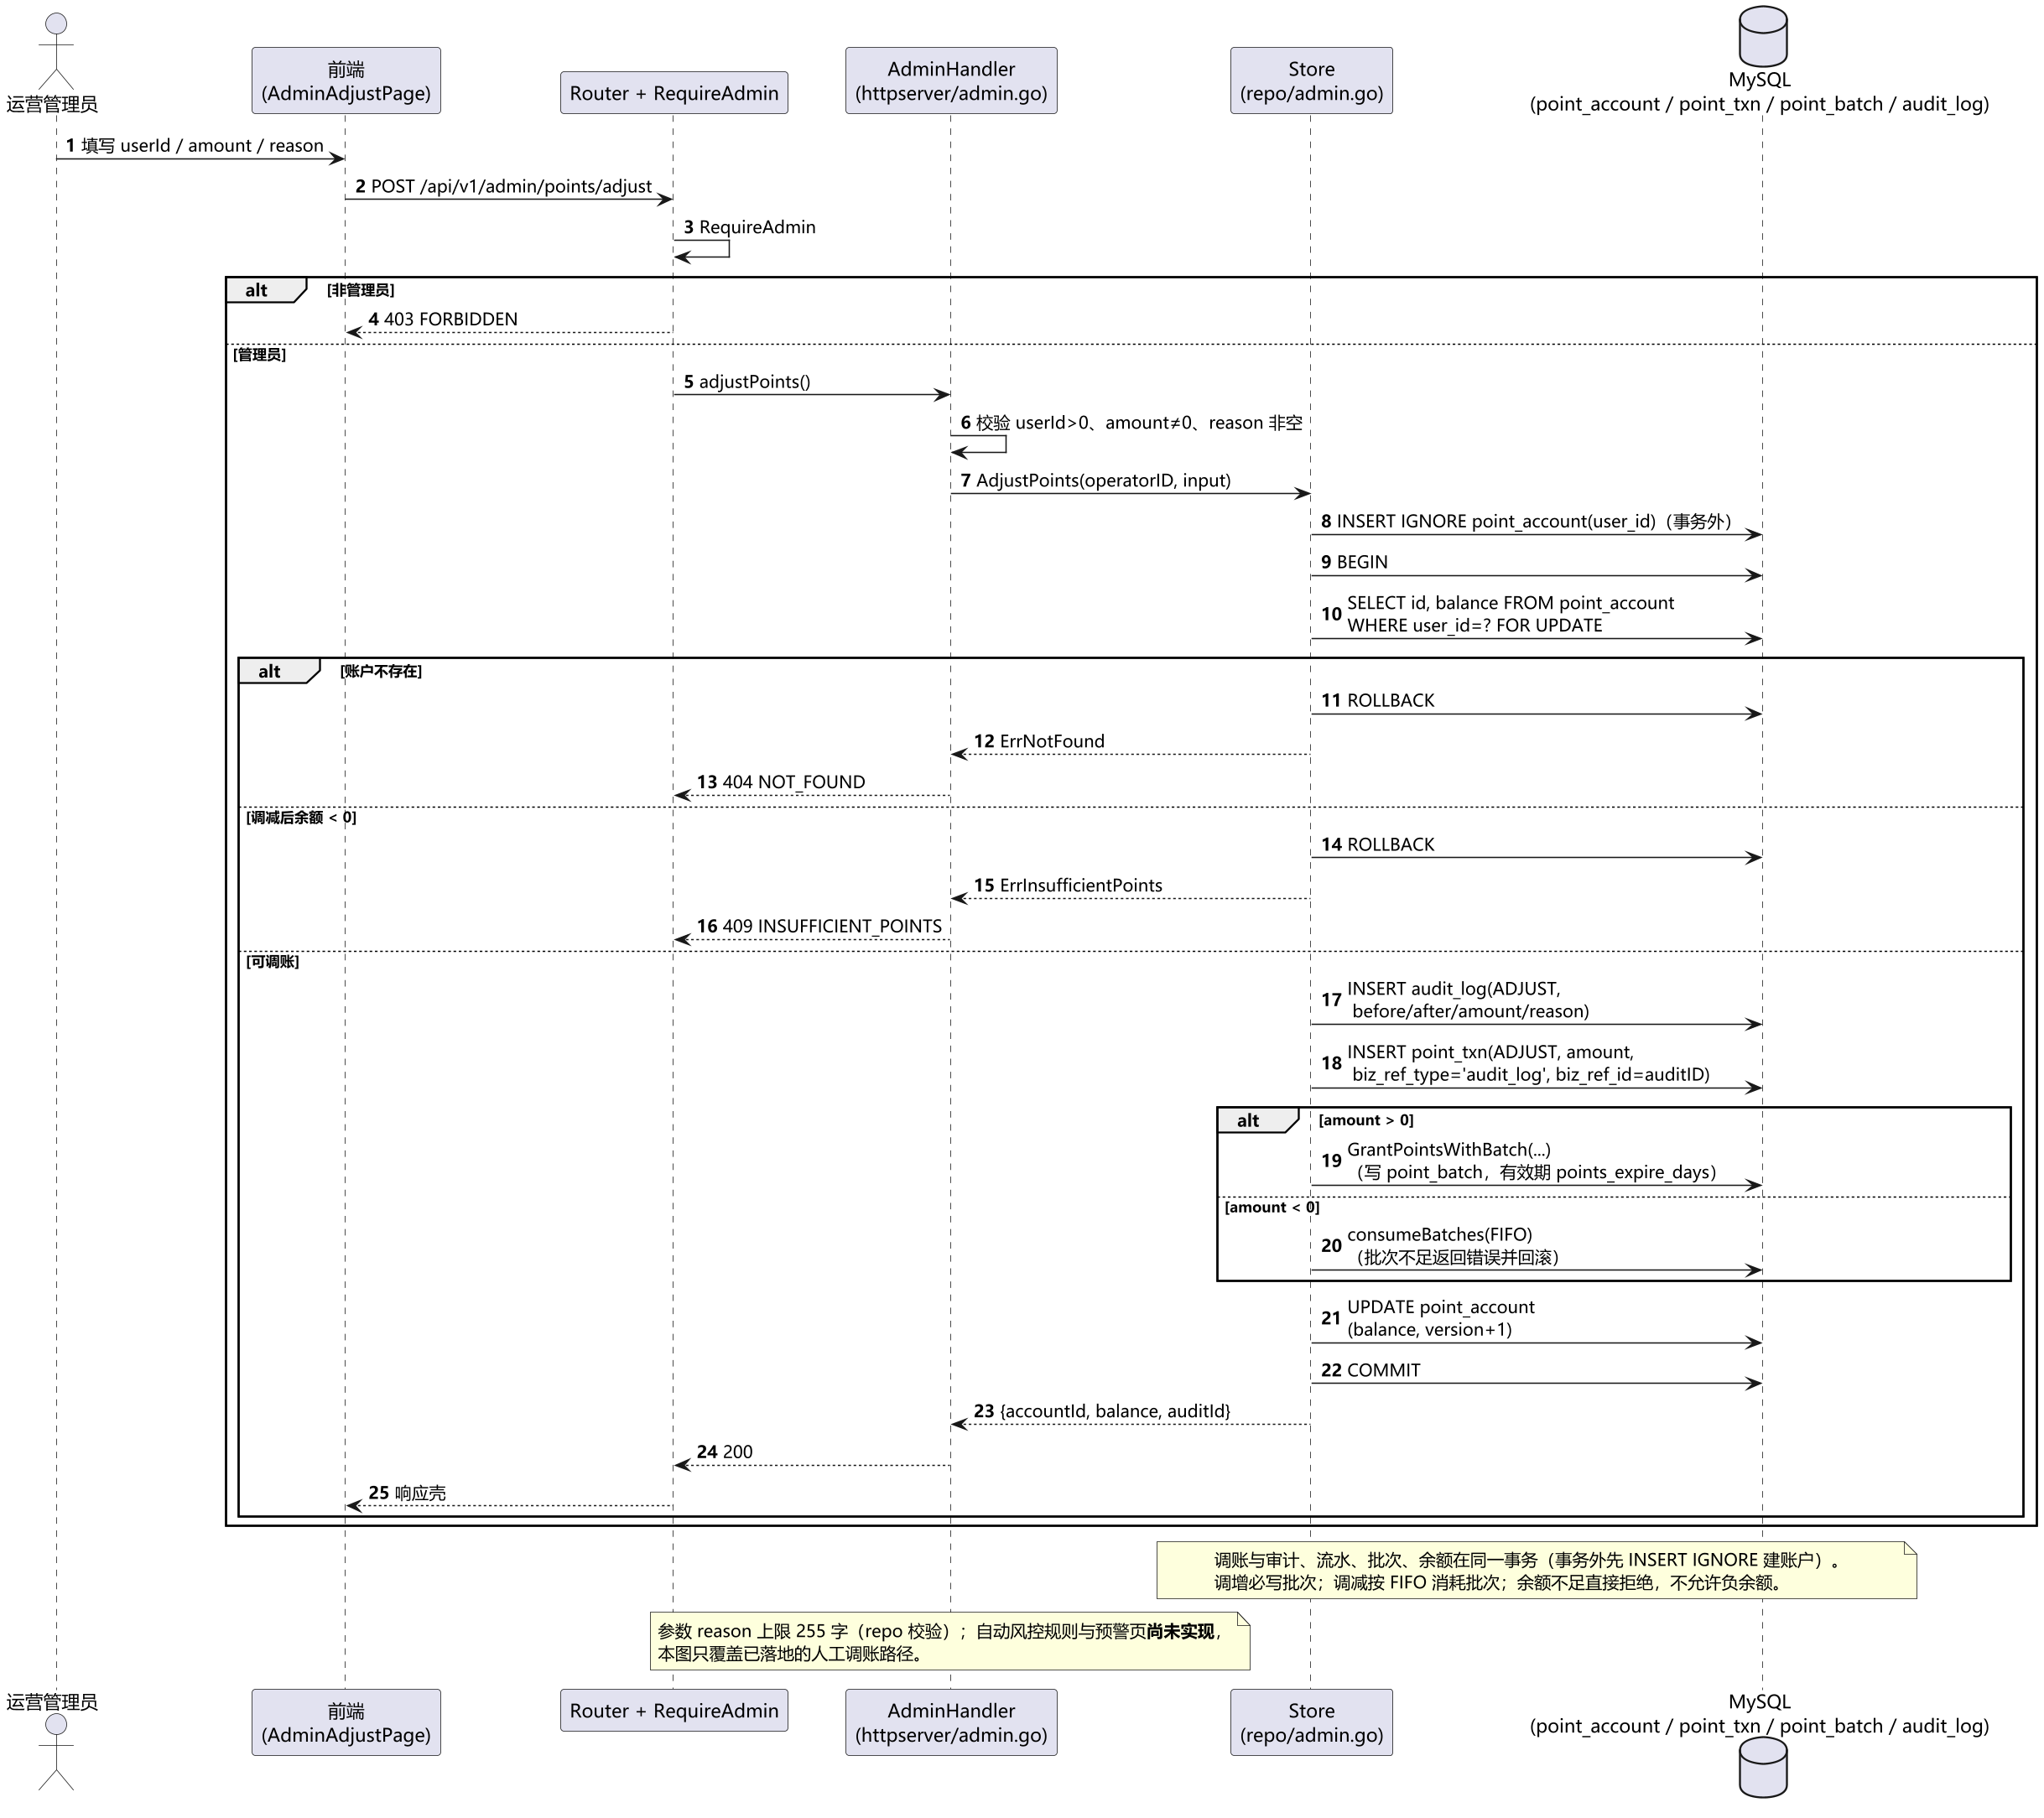 运营管理员
前端
(AdminAdjustPage)
Router + RequireAdmin
AdminHandler
(httpserver/admin.go)
Store
(repo/admin.go)
MySQL
(point_account / point_txn / point_batch / audit_log)
1 填写 userId / amount / reason
2 POST /api/v1/admin/points/adjust
3 RequireAdmin
alt [非管理员]
4 403 FORBIDDEN
[管理员]
5 adjustPoints()
6 校验 userId>0、amount≠0、reason 非空
7 AdjustPoints(operatorID, input)
8 INSERT IGNORE point_account(user_id)（事务外）
9 BEGIN
10 SELECT id, balance FROM point_account
WHERE user_id=? FOR UPDATE
alt [账户不存在]
11 ROLLBACK
12 ErrNotFound
13 404 NOT_FOUND
[调减后余额 < 0]
14 ROLLBACK
15 ErrInsufficientPoints
16 409 INSUFFICIENT_POINTS
[可调账]
17 INSERT audit_log(ADJUST,
before/after/amount/reason)
18 INSERT point_txn(ADJUST, amount,
biz_ref_type='audit_log', biz_ref_id=auditID)
alt [amount > 0]
19 GrantPointsWithBatch(...)
（写 point_batch，有效期 points_expire_days）
[amount < 0]
20 consumeBatches(FIFO)
（批次不足返回错误并回滚）
21 UPDATE point_account
(balance, version+1)
22 COMMIT
23 {accountId, balance, auditId}
24 200
25 响应壳
调账与审计、流水、批次、余额在同一事务（事务外先 INSERT IGNORE 建账户）。
调增必写批次；调减按 FIFO 消耗批次；余额不足直接拒绝，不允许负余额。
参数 reason 上限 255 字（repo 校验）；自动风控规则与预警页尚未实现，
本图只覆盖已落地的人工调账路径。
运营管理员
前端
(AdminAdjustPage)
Router + RequireAdmin
AdminHandler
(httpserver/admin.go)
Store
(repo/admin.go)
MySQL
(point_account / point_txn / point_batch / audit_log)